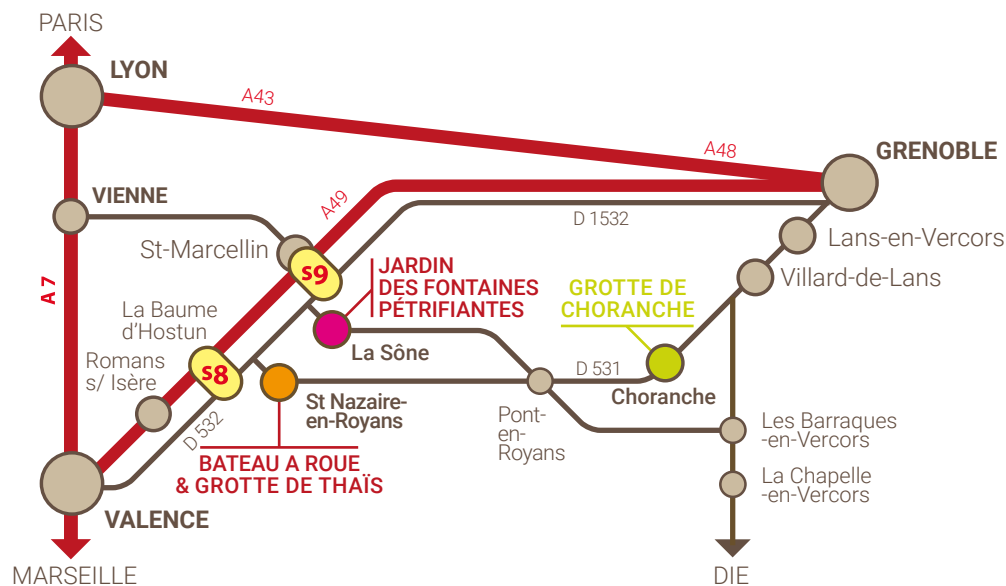 PARIS
LYON
A43
A48
GRENOBLE
VIENNE
A49
D 1532
Lans-en-Vercors
St-Marcellin
Villard-de-Lans
S9
JARDIN
DES FONTAINES
PÉTRIFIANTES
GROTTE DE
CHORANCHE
A 7
La Baume
d'Hostun
La Sône
Romans
s/ Isère
S8
D 531
St Nazaire-
en-Royans
Choranche
D 532
Pont-
en-
Royans
Les Barraques
-en-Vercors
BATEAU A ROUE
& GROTTE DE THAÏS
La Chapelle
-en-Vercors
VALENCE
MARSEILLE
DIE